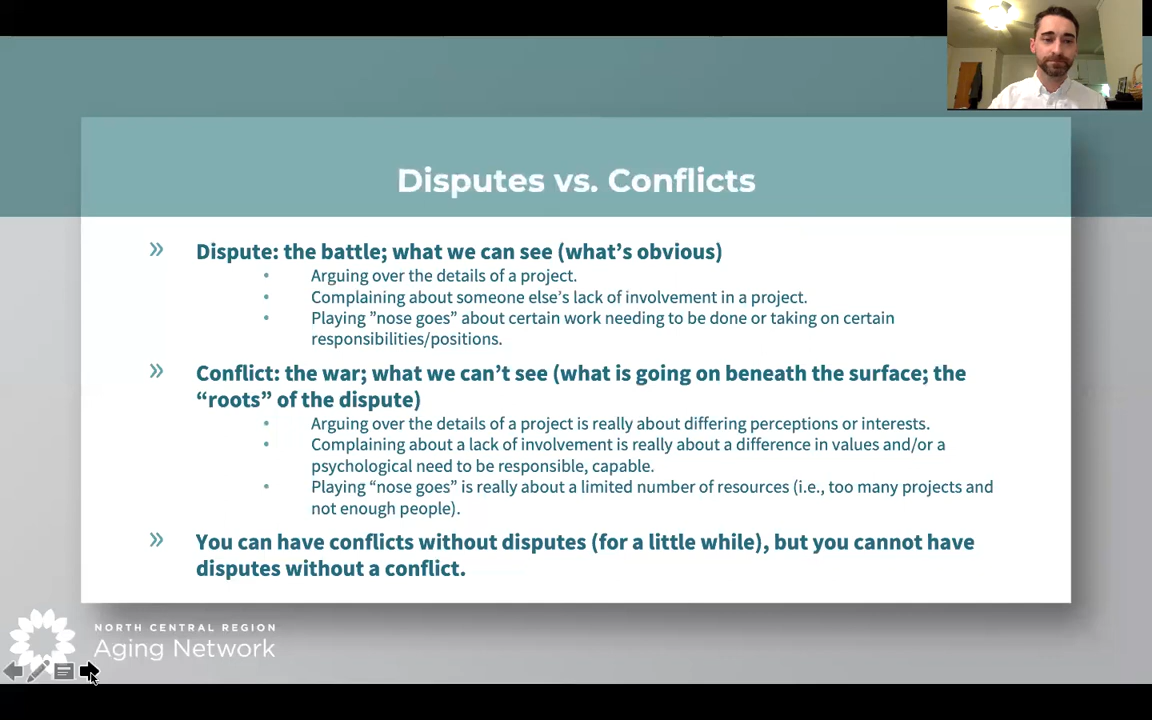 Disputes vs. Conflicts
» Dispute: the battle; what we can see (what’s obvious)
• Arguing over the details of a project.
• Complaining about someone else’s lack of involvement in a project.
• Playing ”nose goes” about certain work needing to be done or taking on certain
responsibilities/positions.
» Conflict: the war; what we can’t see (what is going on beneath the surface; the
“roots” of the dispute)
• Arguing over the details of a project is really about differing perceptions or interests.
• Complaining about a lack of involvement is really about a difference in values and/or a
psychological need to be responsible, capable.
• Playing “nose goes” is really about a limited number of resources (i.e., too many projects and
not enough people).
» You can have conflicts without disputes (for a little while), but you cannot have
disputes without a conflict.
NORTH CENTRAL REGION
Aging Network